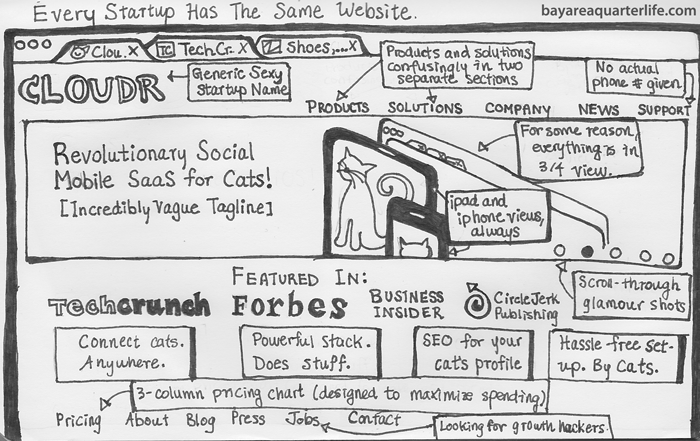 Every Startup Has The Same Website.
bayareaquarterlife.com
Clou. X
TC TechCr. X
Shoes,... X
Products and solutions
confusingly in two
separate sections
No actual
phone # given
CLOUDR
Generic Sexy
Startup Name
PRODUCTS SOLUTIONS COMPANY NEWS SUPPORT
Revolutionary Social
Mobile SaaS for Cats!
[Incredibly Vague Tagline]
For some reason,
everything is in
3/4 view.
ipad and
iphone views,
always
Scroll-through
glamour shots
FEATURED IN:
Techcrunch Forbes BUSINESS
INSIDER
CircleJerk
Publishing
Connect cats.
Anywhere.
Powerful stack.
Does stuff.
SEO for your
cat's profile
Hassle free set-
up. By Cats.
3-column pricing chart (designed to maximize spending)
Pricing About Blog Press Jobs Contact
Looking for growth hackers.